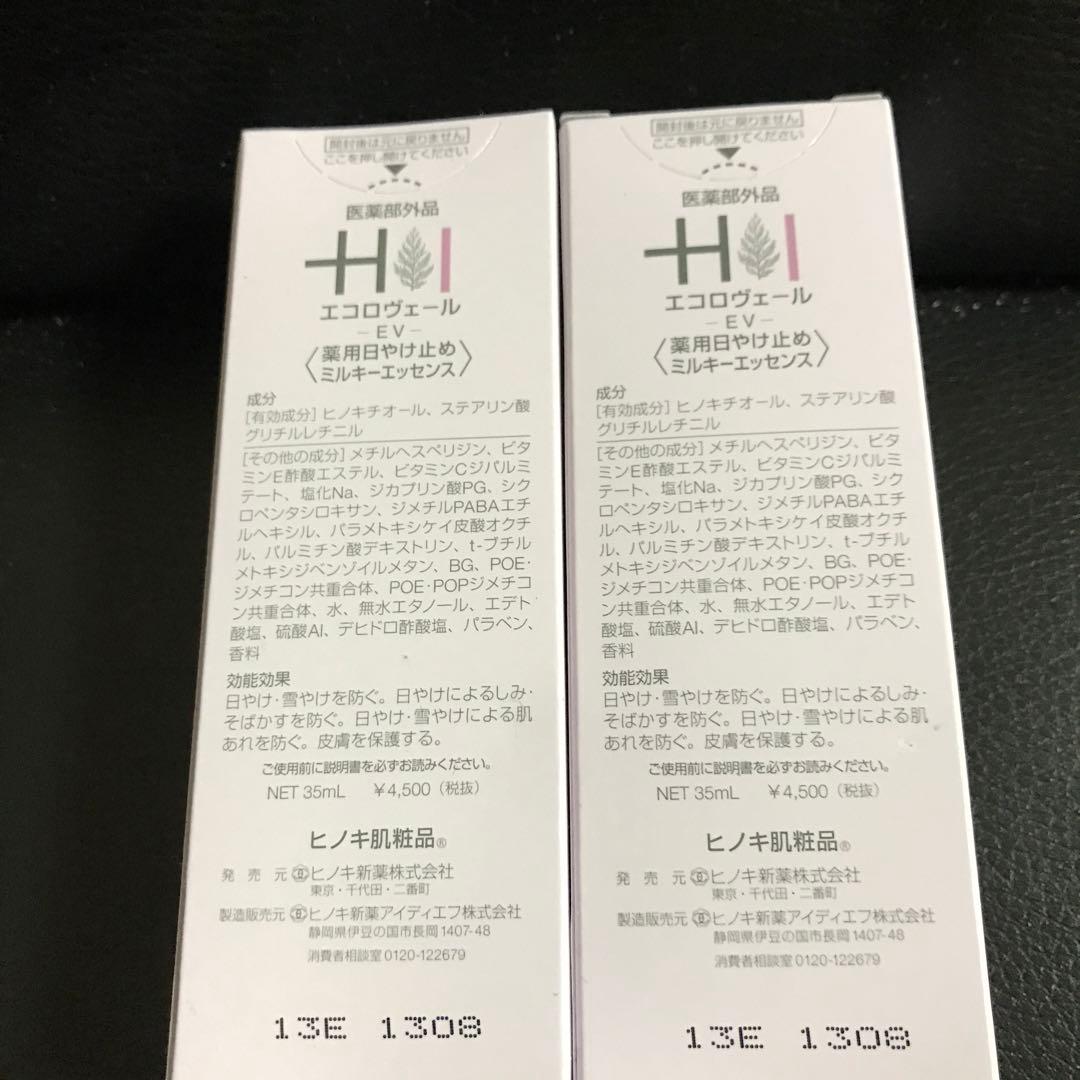 開封後は元に戻りません
ここを押し開けてください
医薬部外品
エコロヴェール
–EV–
〈薬用日やけ止め
ミルキーエッセンス〉
成分
[有効成分]ヒノキチオール、ステアリン酸
グリチルレチニル
[その他の成分]メチルヘスペリジン、ビタ
ミンE酢酸エステル、ビタミンCジパルミ
テート、塩化Na、ジカプリン酸PG、シク
ロペンタシロキサン、ジメチルPABAエチ
ルヘキシル、パラメトキシケイ皮酸オクチ
ル、パルミチン酸デキストリン、t-ブチル
メトキシジベンゾイルメタン、BG、POE・
ジメチコン共重合体、POE・POPジメチコ
ン共重合体、水、無水エタノール、エデト
酸塩、硫酸Al、デヒドロ酢酸塩、パラベン、
香料
効能効果
日やけ・雪やけを防ぐ。日やけによるしみ・
そばかすを防ぐ。日やけ・雪やけによる肌
あれを防ぐ。皮膚を保護する。
ご使用前に説明書を必ずお読みください。
NET 35mL ¥4,500（税抜）
ヒノキ肌粧品®
発売元 ヒノキ新薬株式会社
東京・千代田・二番町
製造販売元 ヒノキ新薬アイディエフ株式会社
静岡県伊豆の国市長岡1407-48
消費者相談室0120-122679
13E 1308
開封後は元に戻りません
ここを押し開けてください
医薬部外品
エコロヴェール
–EV–
〈薬用日やけ止め
ミルキーエッセンス〉
成分
[有効成分]ヒノキチオール、ステアリン酸
グリチルレチニル
[その他の成分]メチルヘスペリジン、ビタ
ミンE酢酸エステル、ビタミンCジパルミ
テート、塩化Na、ジカプリン酸PG、シク
ロペンタシロキサン、ジメチルPABAエチ
ルヘキシル、パラメトキシケイ皮酸オクチ
ル、パルミチン酸デキストリン、t-ブチル
メトキシジベンゾイルメタン、BG、POE・
ジメチコン共重合体、POE・POPジメチコ
ン共重合体、水、無水エタノール、エデト
酸塩、硫酸Al、デヒドロ酢酸塩、パラベン、
香料
効能効果
日やけ・雪やけを防ぐ。日やけによるしみ・
そばかすを防ぐ。日やけ・雪やけによる肌
あれを防ぐ。皮膚を保護する。
ご使用前に説明書を必ずお読みください。
NET 35mL ¥4,500（税抜）
ヒノキ肌粧品®
発売元 ヒノキ新薬株式会社
東京・千代田・二番町
製造販売元 ヒノキ新薬アイディエフ株式会社
静岡県伊豆の国市長岡1407-48
消費者相談室0120-122679
13E 1308